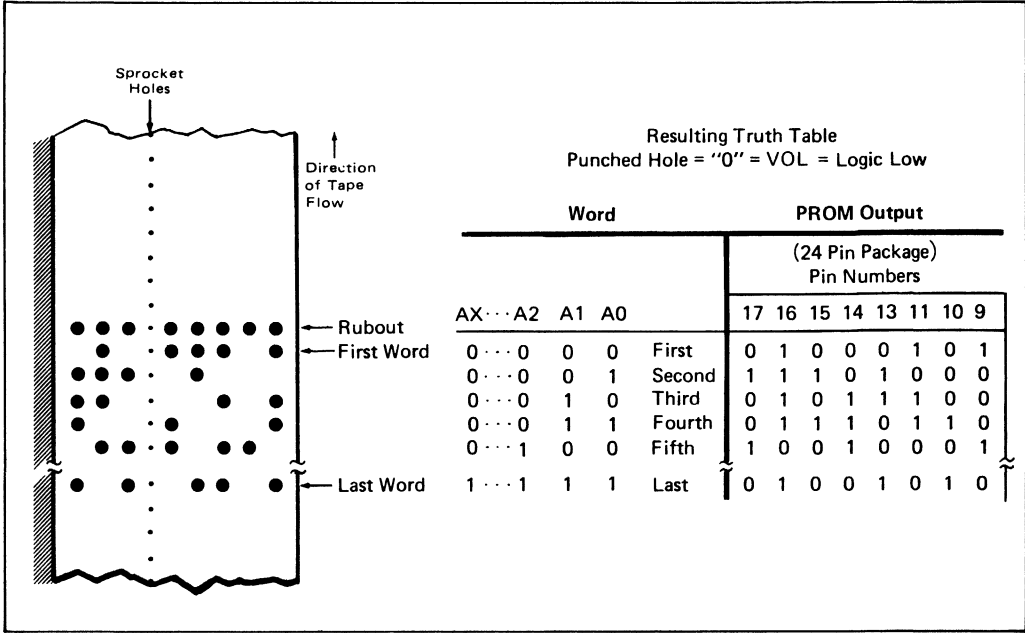 Sprocket
Holes
Direction
of Tape
Flow
Rubout
First Word
Last Word
Resulting Truth Table
Punched Hole = "0" = VOL = Logic Low
Word PROM Output
(24 Pin Package)
Pin Numbers
AX···A2 A1 A0 17 16 15 14 13 11 10 9
0···0 0 0 First 0 1 0 0 0 1 0 1
0···0 0 1 Second 1 1 1 0 1 0 0 0
0···0 1 0 Third 0 1 0 1 1 1 0 0
0···0 1 1 Fourth 0 1 1 1 0 1 1 0
0···1 0 0 Fifth 1 0 0 1 0 0 0 1
1···1 1 1 Last 0 1 0 0 1 0 1 0